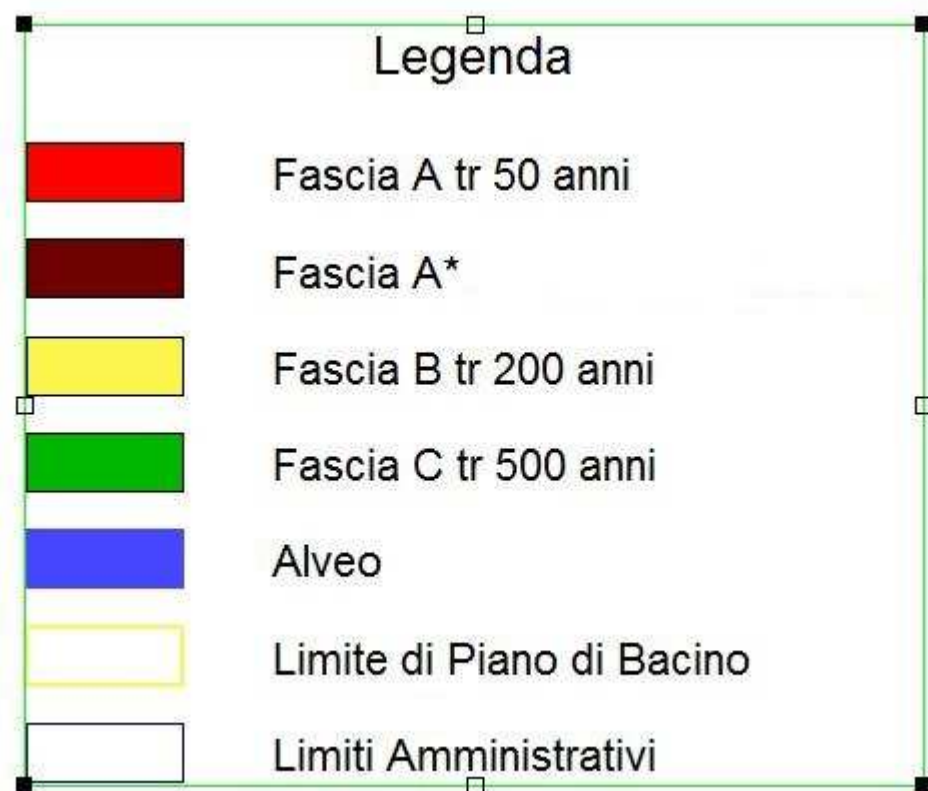 Legenda
Fascia A tr 50 anni
Fascia A*
Fascia B tr 200 anni
Fascia C tr 500 anni
Alveo
Limite di Piano di Bacino
Limiti Amministrativi